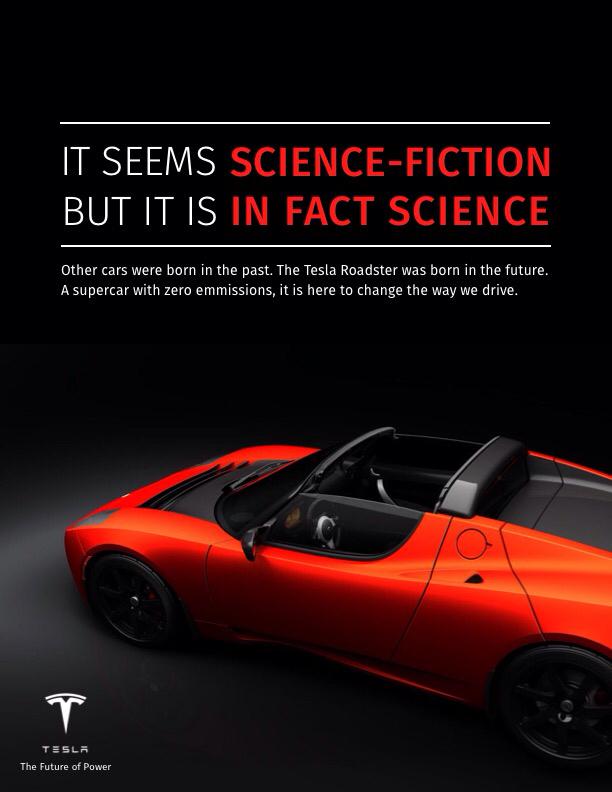 IT SEEMS SCIENCE-FICTION
BUT IT IS IN FACT SCIENCE
Other cars were born in the past. The Tesla Roadster was born in the future.
A supercar with zero emmissions, it is here to change the way we drive.
TESLA
The Future of Power